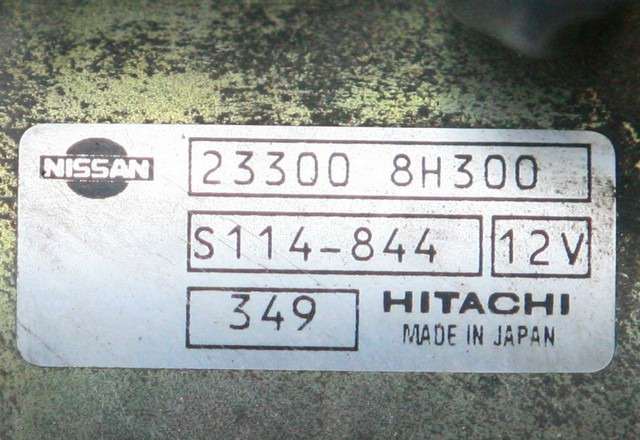 NISSAN 23300 8H300
S114-844 12V
349 HITACHI
MADE IN JAPAN